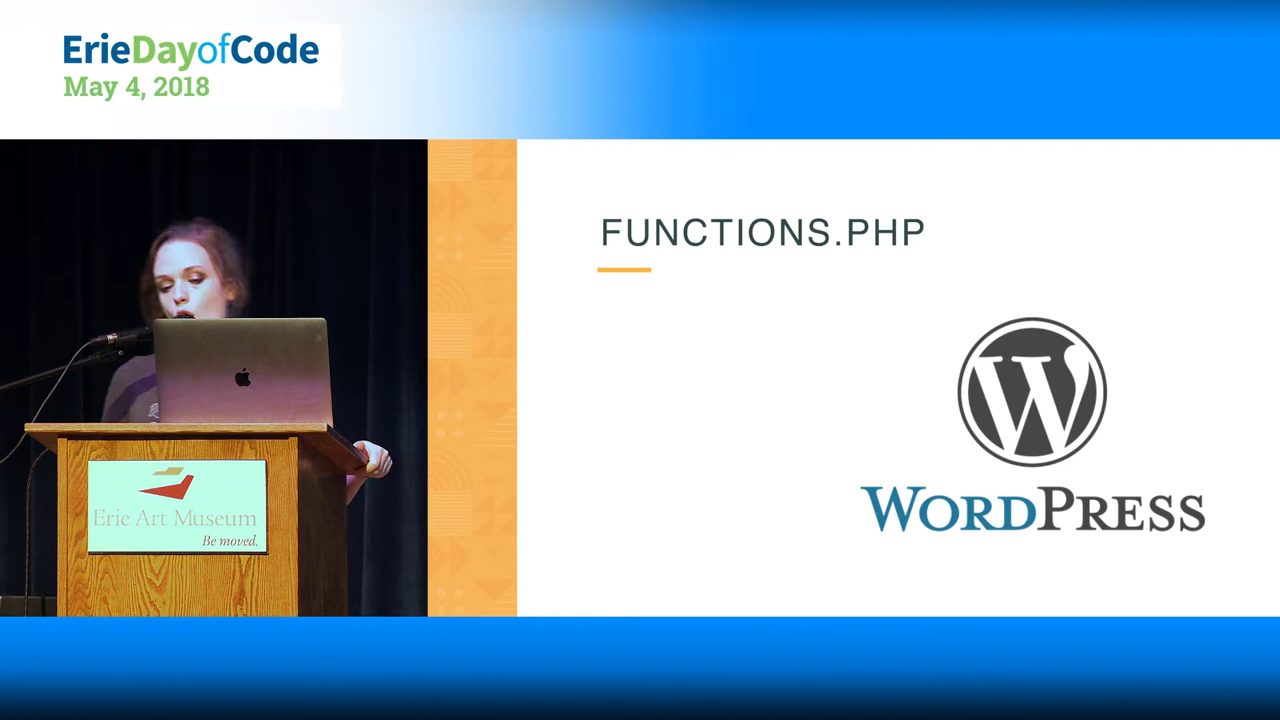 ErieDayofCode
May 4, 2018
FUNCTIONS.PHP
W
WORDPRESS
Erie Art Museum
Be moved.